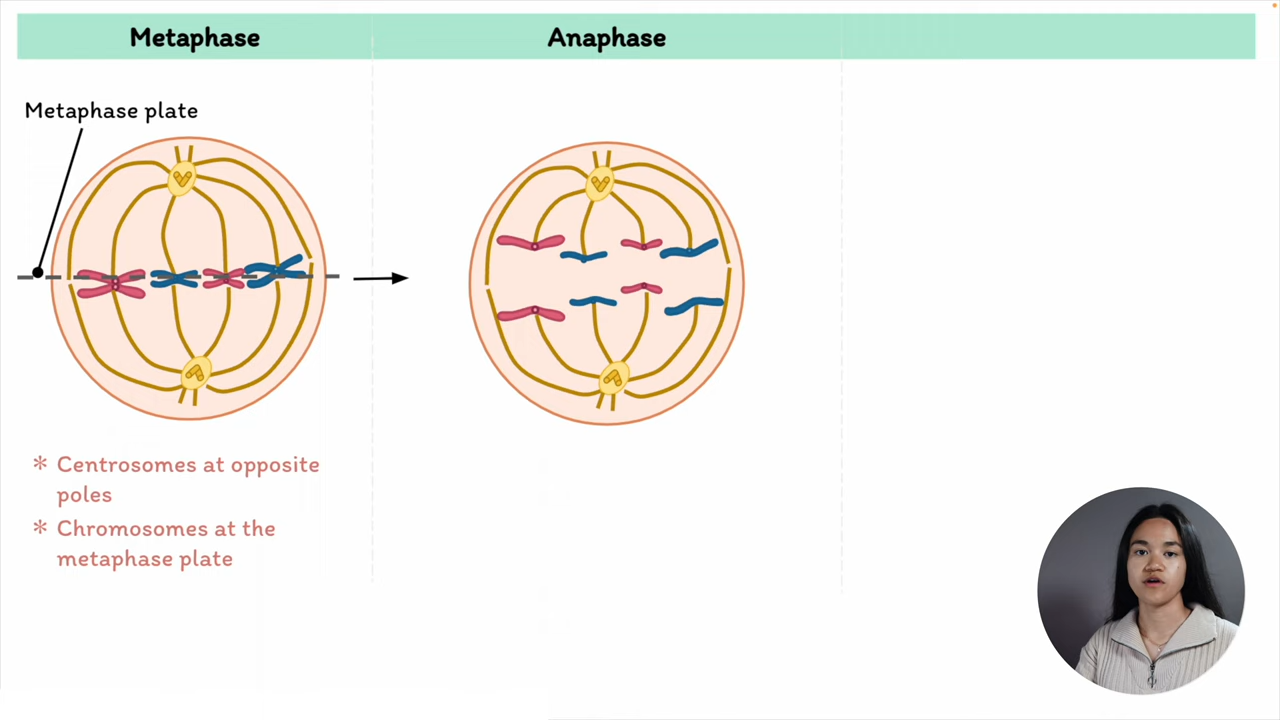 Metaphase
Anaphase
Metaphase plate
* Centrosomes at opposite
poles
* Chromosomes at the
metaphase plate